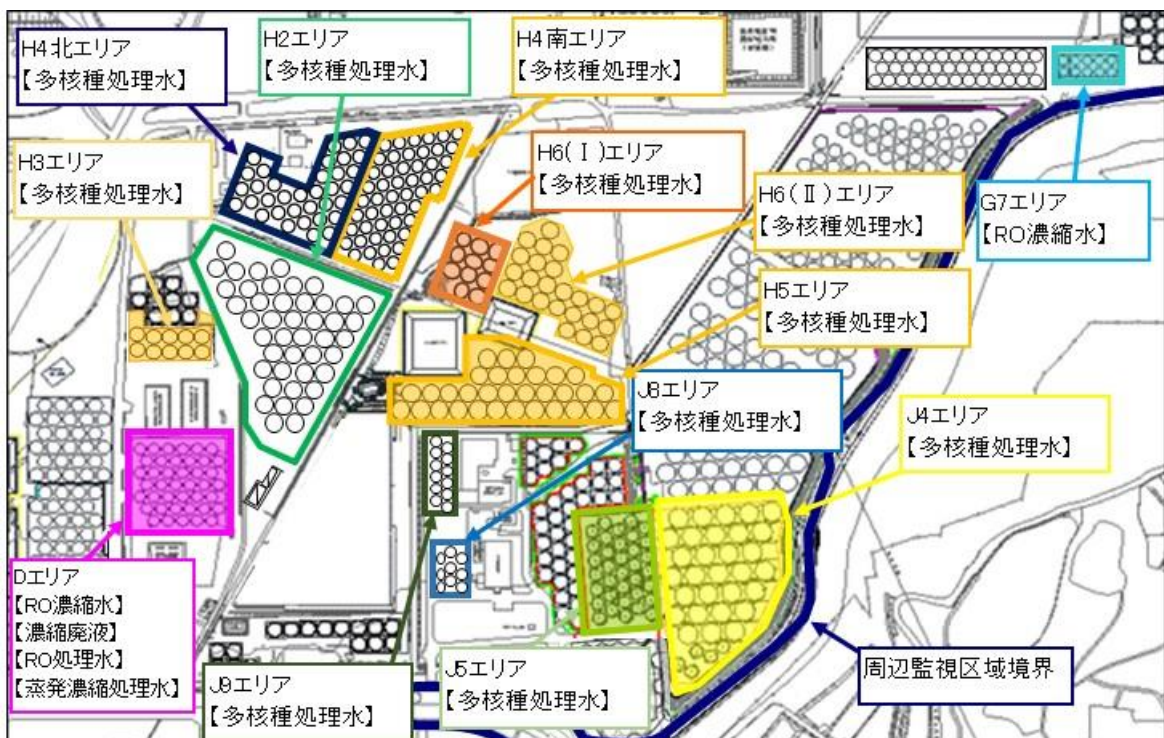 H4北エリア
【多核種処理水】
H2エリア
【多核種処理水】
H4南エリア
【多核種処理水】
H3エリア
【多核種処理水】
H6(Ⅰ)エリア
【多核種処理水】
H6(Ⅱ)エリア
【多核種処理水】
G7エリア
【RO濃縮水】
H5エリア
【多核種処理水】
J8エリア
【多核種処理水】
J4エリア
【多核種処理水】
Dエリア
【RO濃縮水】
【濃縮廃液】
【RO処理水】
【蒸発濃縮処理水】
J9エリア
【多核種処理水】
J5エリア
【多核種処理水】
周辺監視区域境界